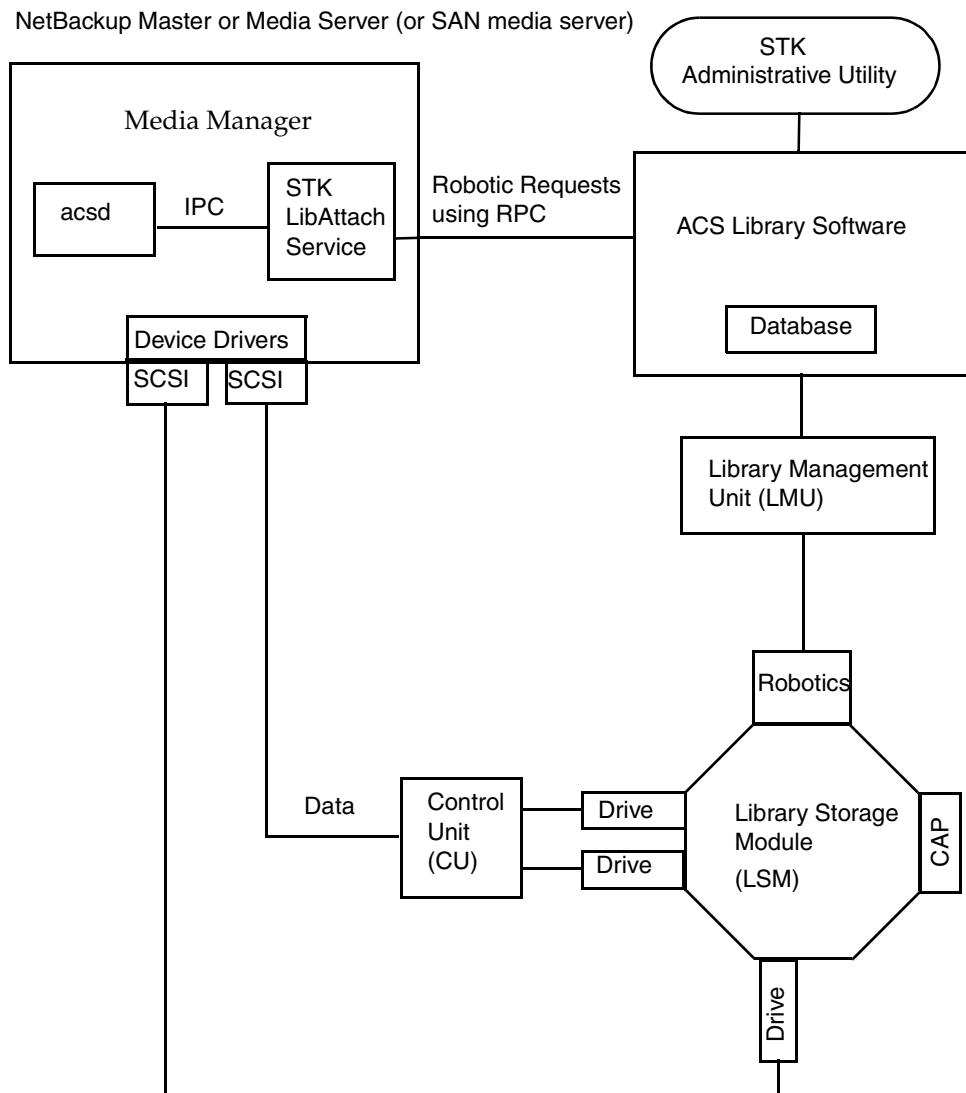 NetBackup Master or Media Server (or SAN media server)
STK
Administrative Utility
Media Manager
acsd
IPC
STK
LibAttach
Service
Robotic Requests
using RPC
ACS Library Software
Database
Device Drivers
SCSI
SCSI
Library Management
Unit (LMU)
Robotics
Data
Control
Unit
(CU)
Drive
Drive
Library Storage
Module
(LSM)
CAP
Drive